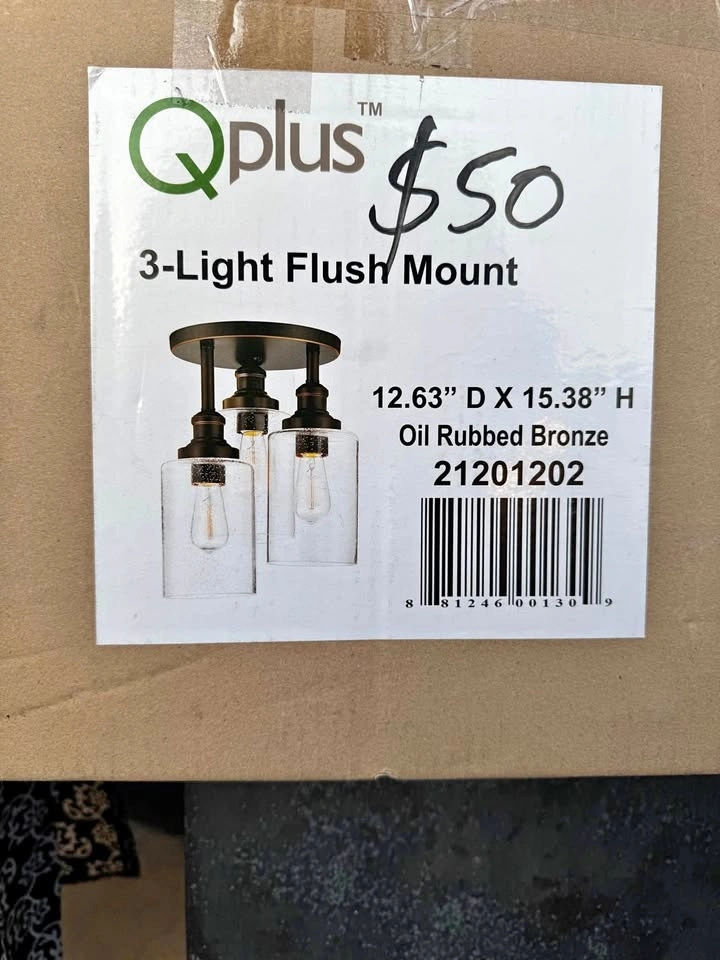 Qplus™
$50
3-Light Flush Mount
12.63” D X 15.38” H
Oil Rubbed Bronze
21201202
8 81246 00130 9